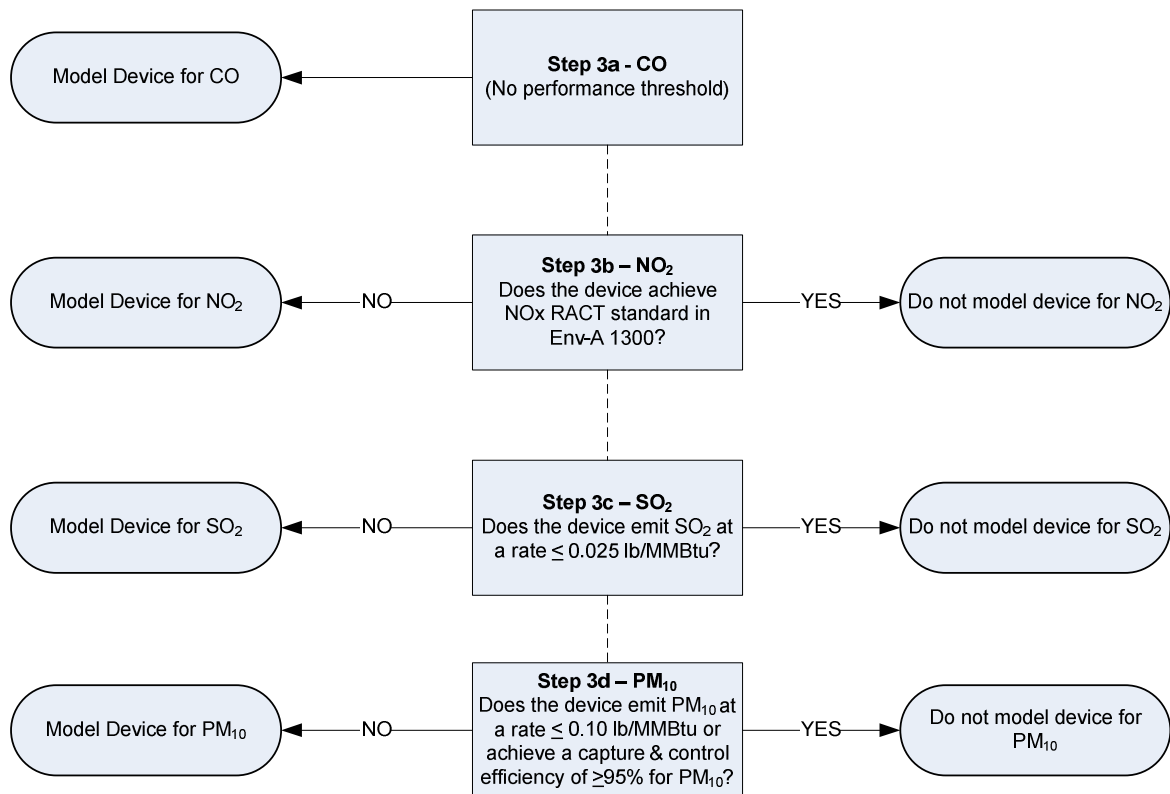 Step 3a - CO
(No performance threshold)
Model Device for CO
Step 3b – NO₂
Does the device achieve
NOx RACT standard in
Env-A 1300?
NO
Model Device for NO₂
YES
Do not model device for NO₂
Step 3c – SO₂
Does the device emit SO₂ at
a rate ≤ 0.025 lb/MMBtu?
NO
Model Device for SO₂
YES
Do not model device for SO₂
Step 3d – PM₁₀
Does the device emit PM₁₀ at
a rate ≤ 0.10 lb/MMBtu or
achieve a capture & control
efficiency of ≥95% for PM₁₀?
NO
Model Device for PM₁₀
YES
Do not model device for
PM₁₀